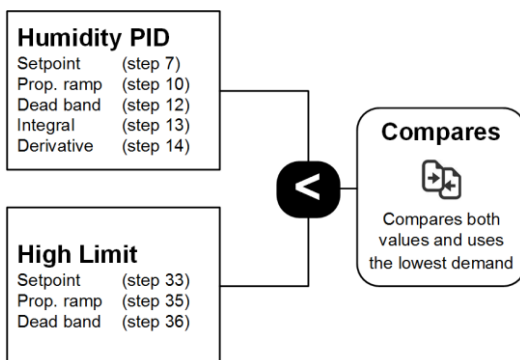 Humidity PID
Setpoint (step 7)
Prop. ramp (step 10)
Dead band (step 12)
Integral (step 13)
Derivative (step 14)
High Limit
Setpoint (step 33)
Prop. ramp (step 35)
Dead band (step 36)
<
Compares
Compares both
values and uses
the lowest demand